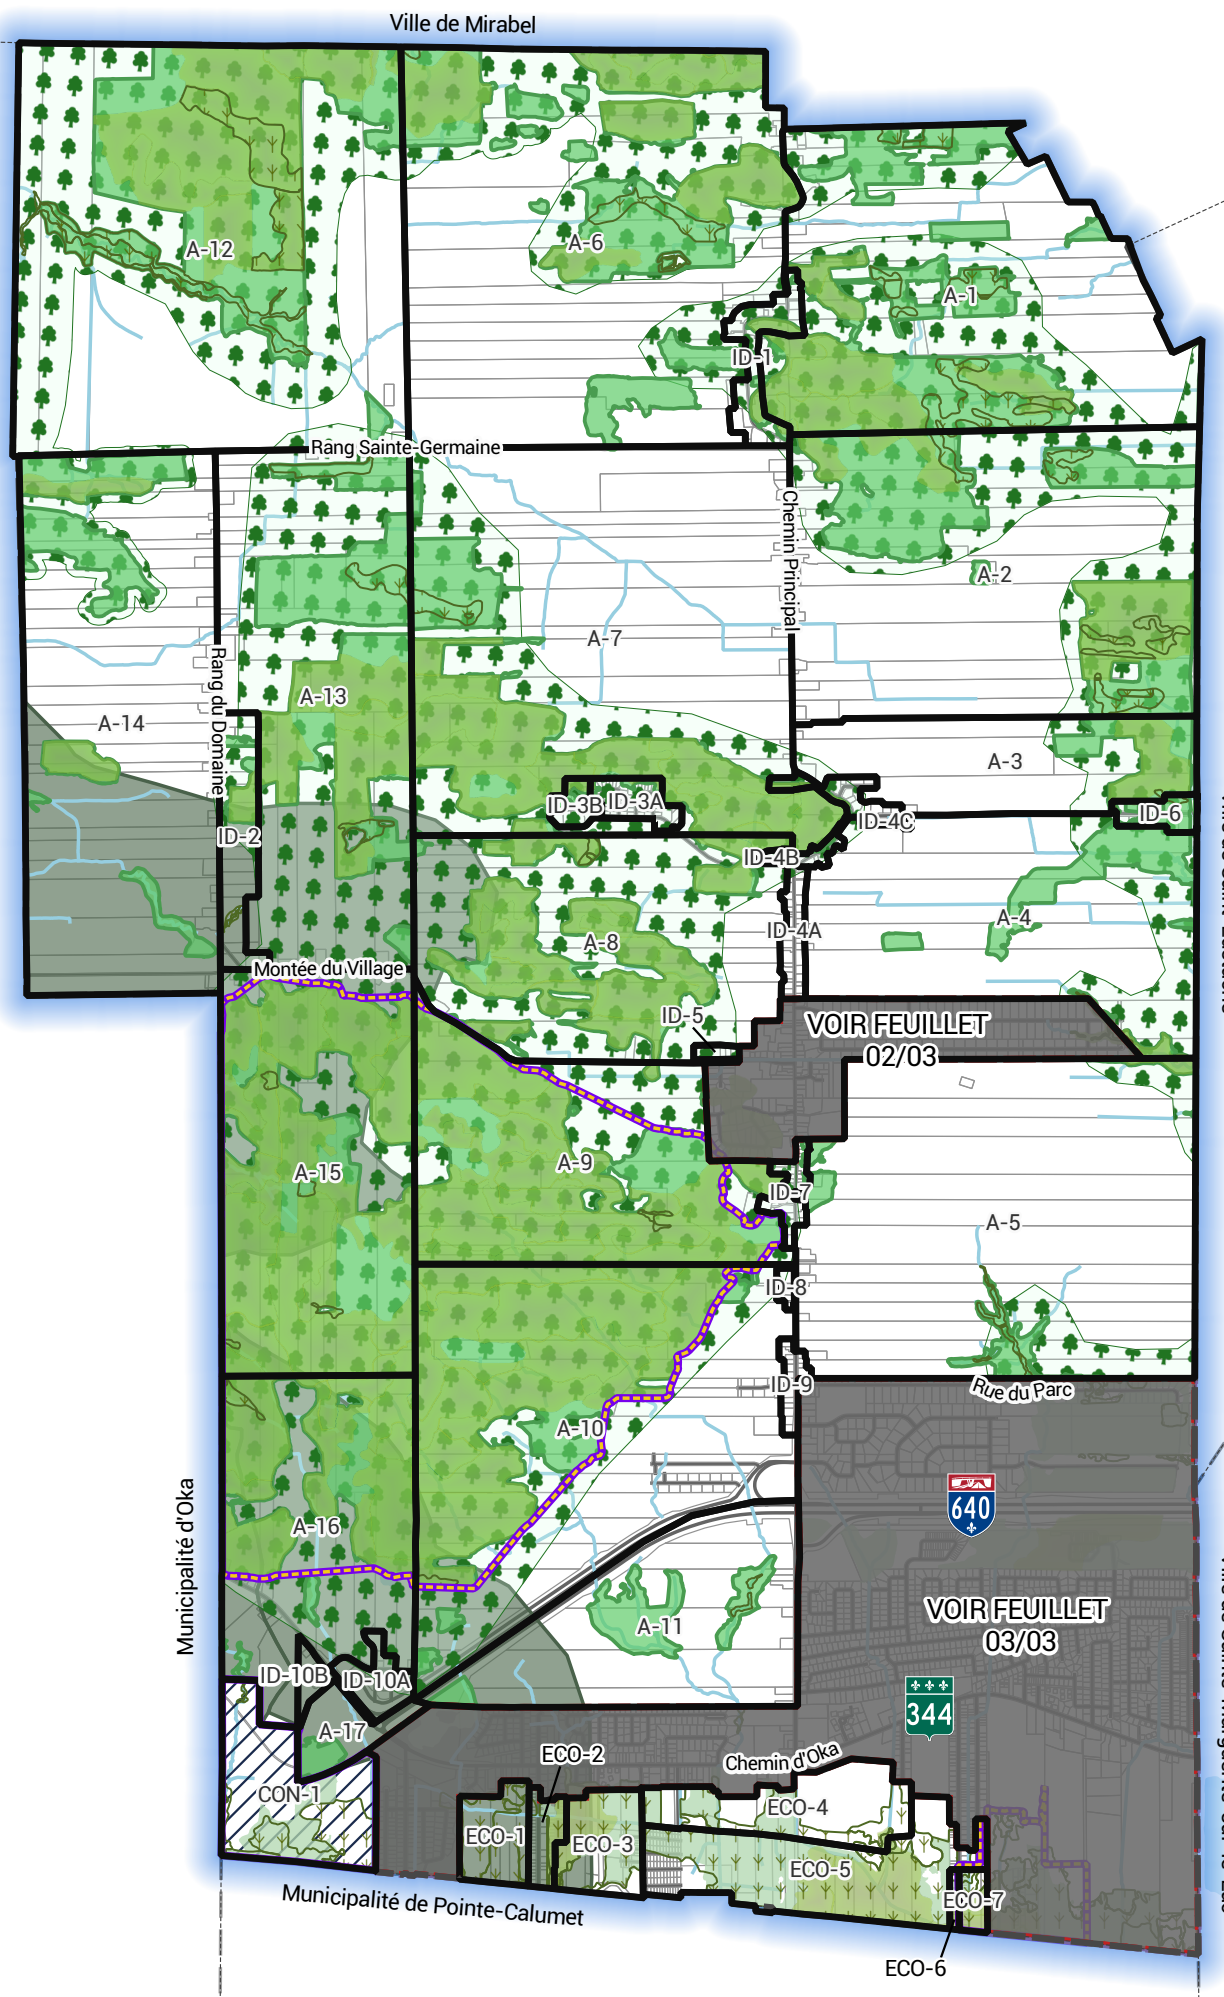 Ville de Mirabel
A-12
A-6
A-1
ID-1
Rang Sainte-Germaine
Chemin Principal
A-2
A-7
Rang du Domaine
A-13
A-14
A-3
ID-3B
ID-3A
ID-6
ID-4C
ID-2
ID-4B
A-4
ID-4A
A-8
Montée du Village
ID-5
VOIR FEUILLET
02/03
A-9
A-15
ID-7
A-5
ID-8
ID-9
Rue du Parc
A-10
640
A-16
Municipalité d'Oka
VOIR FEUILLET
03/03
A-11
ID-10B
ID-10A
344
A-17
ECO-2
Chemin d'Oka
CON-1
ECO-4
ECO-1
ECO-3
ECO-5
ECO-7
Municipalité de Pointe-Calumet
ECO-6